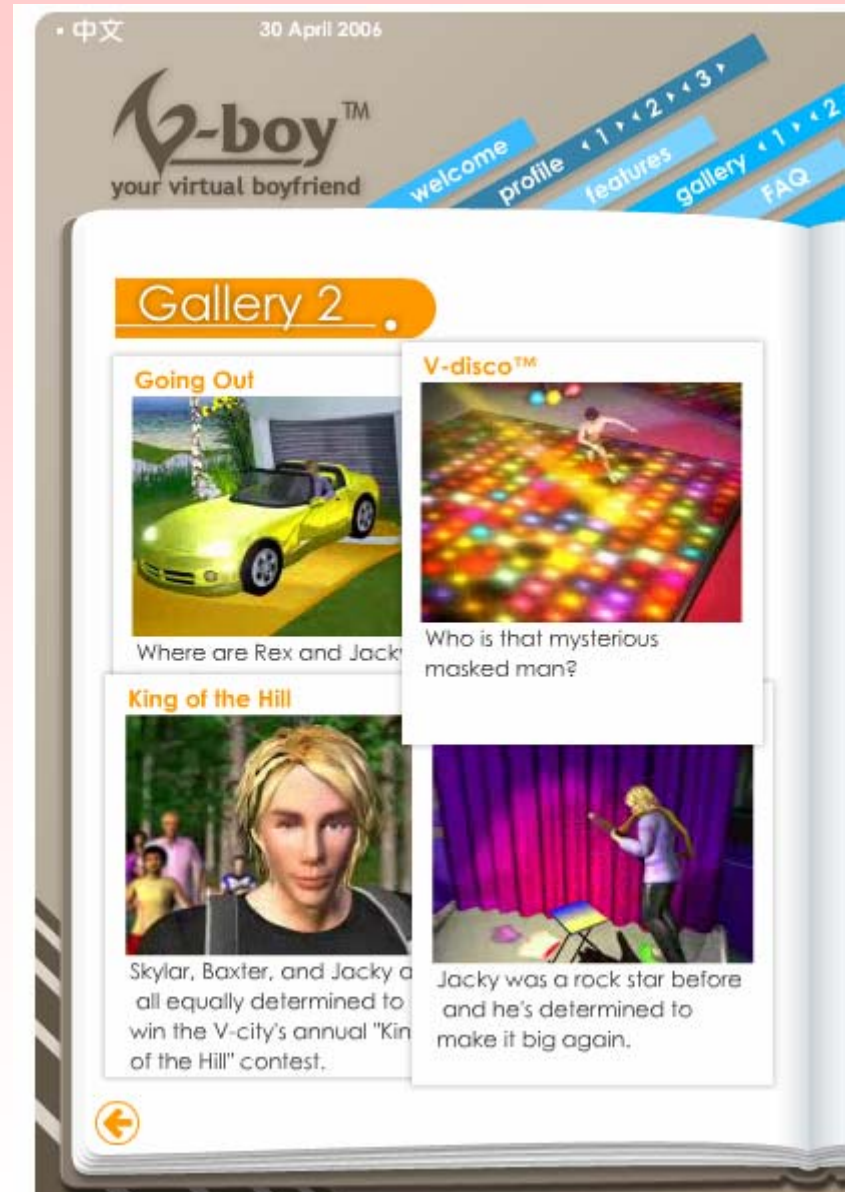 中文
30 April 2006
V-boy™
your virtual boyfriend
welcome
profile 1 2 3
features
gallery 1 2
FAQ
Gallery 2
Going Out
Where are Rex and Jacky
V-disco™
Who is that mysterious
masked man?
King of the Hill
Skylar, Baxter, and Jacky a
all equally determined to
win the V-city's annual "Kin
of the Hill" contest.
Jacky was a rock star before
and he's determined to
make it big again.